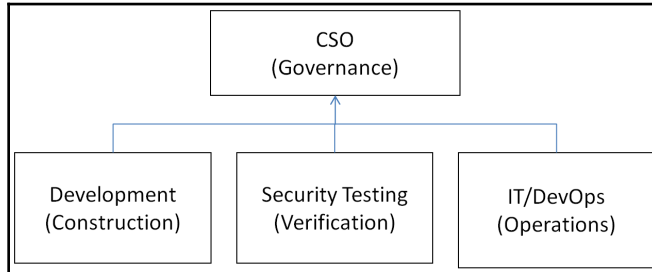 CSO
(Governance)
Development
(Construction)
Security Testing
(Verification)
IT/DevOps
(Operations)